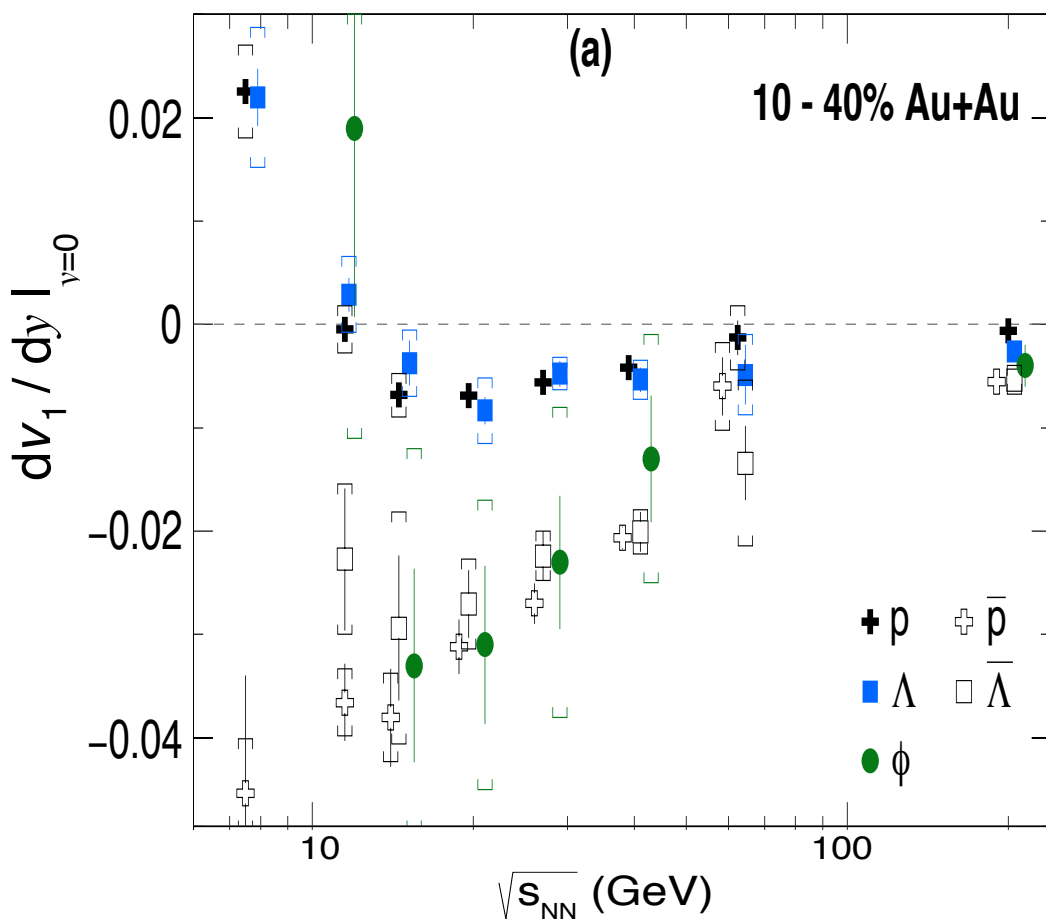 (a)
10 - 40% Au+Au
0.02
0
−0.02
−0.04
dv₁ / dy |y=0
p p̅
Λ Λ̅
ϕ
10 100
√sNN (GeV)